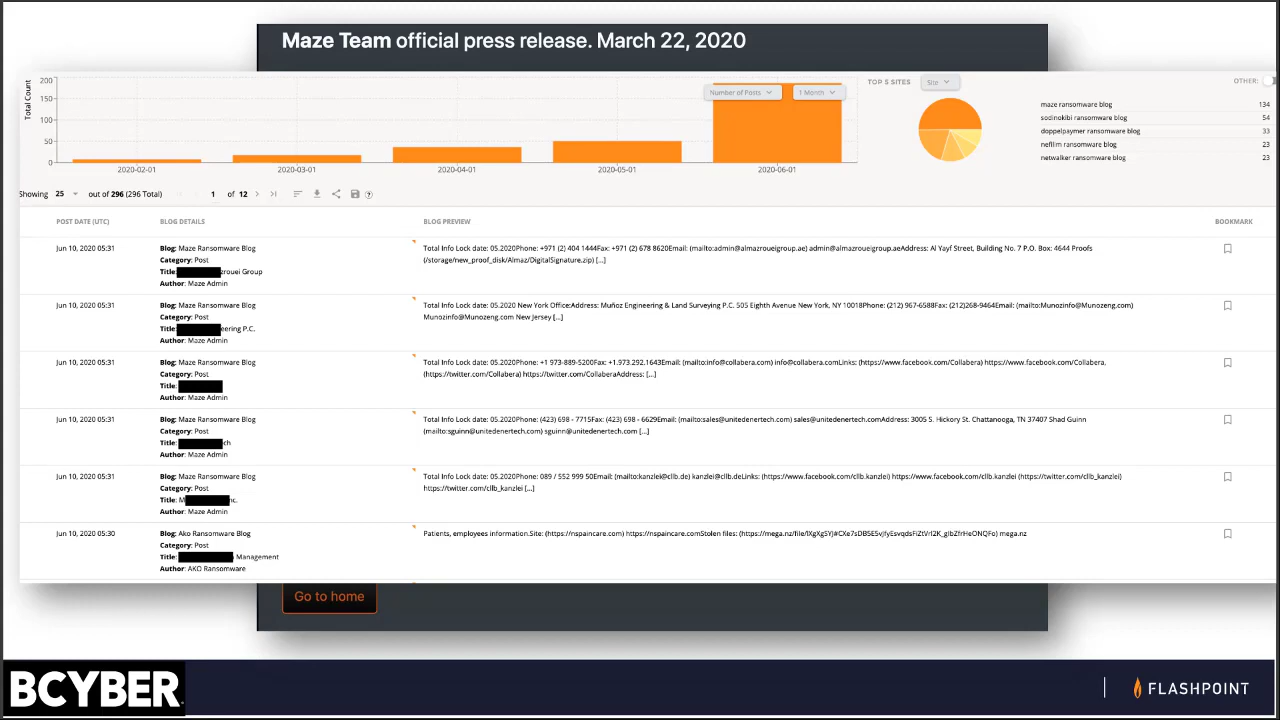 Maze Team official press release. March 22, 2020
Total Count
200
150
100
50
0
Number of Posts
1 Month
2020-02-01
2020-03-01
2020-04-01
2020-05-01
2020-06-01
TOP 5 SITES
Site
OTHER:
maze ransomware blog 134
sodinokibi ransomware blog 54
doppelpaymer ransomware blog 33
nefilim ransomware blog 23
netwalker ransomware blog 23
Showing 25 out of 296 (296 Total) 1 of 12
POST DATE (UTC) BLOG DETAILS BLOG PREVIEW BOOKMARK
Jun 10, 2020 05:31
Blog: Maze Ransomware Blog
Category: Post
Title: zrouei Group
Author: Maze Admin
Total Info Lock date: 05.2020Phone: +971 (2) 404 1444Fax: +971 (2) 678 8620Email: (mailto:admin@almazroueigroup.ae) admin@almazroueigroup.aeAddress: Al Yayf Street, Building No. 7 P.O. Box: 4644 Proofs
(/storage/new_proof_disk/Almaz/DigitalSignature.zip) [...]
Jun 10, 2020 05:31
Blog: Maze Ransomware Blog
Category: Post
Title: eering P.C.
Author: Maze Admin
Total Info Lock date: 05.2020 New York OfficeAddress: Muñoz Engineering & Land Surveying P.C. 505 Eighth Avenue New York, NY 10018Phone: (212) 967-6588Fax: (212)268-9464Email: (mailto:Munozinfo@Munozeng.com)
Munozinfo@Munozeng.com New Jersey [...]
Jun 10, 2020 05:31
Blog: Maze Ransomware Blog
Category: Post
Title:
Author: Maze Admin
Total Info Lock date: 05.2020Phone: +1 973-889-5200Fax: +1.973.292.1643Email: (mailto:info@collabera.com) info@collabera.comLinks: (https://www.facebook.com/Collabera) https://www.facebook.com/Collabera,
(https://twitter.com/Collabera) https://twitter.com/CollaberaAddress: [...]
Jun 10, 2020 05:31
Blog: Maze Ransomware Blog
Category: Post
Title: ch
Author: Maze Admin
Total Info Lock date: 05.2020Phone: (423) 698 - 7715Fax: (423) 698 - 6629Email: (mailto:sales@unitedenertech.com) sales@unitedenertech.comAddress: 3005 S. Hickory St. Chattanooga, TN 37407 Shad Guinn
(mailto:sguinn@unitedenertech.com) sguinn@unitedenertech.com [...]
Jun 10, 2020 05:31
Blog: Maze Ransomware Blog
Category: Post
Title: M nc.
Author: Maze Admin
Total Info Lock date: 05.2020Phone: 089 / 552 999 50Email: (mailto:kanzlei@cllb.de) kanzlei@cllb.deLinks: (https://www.facebook.com/cllb.kanzlei) https://www.facebook.com/cllb.kanzlei (https://twitter.com/cllb_kanzlei)
https://twitter.com/cllb_kanzlei [...]
Jun 10, 2020 05:30
Blog: Ako Ransomware Blog
Category: Post
Title: Management
Author: AKO Ransomware
Patients, employees information.Site: (https://nspaincare.com) https://nspaincare.comStolen files: mega.nz
Go to home
BCYBER.
FLASHPOINT